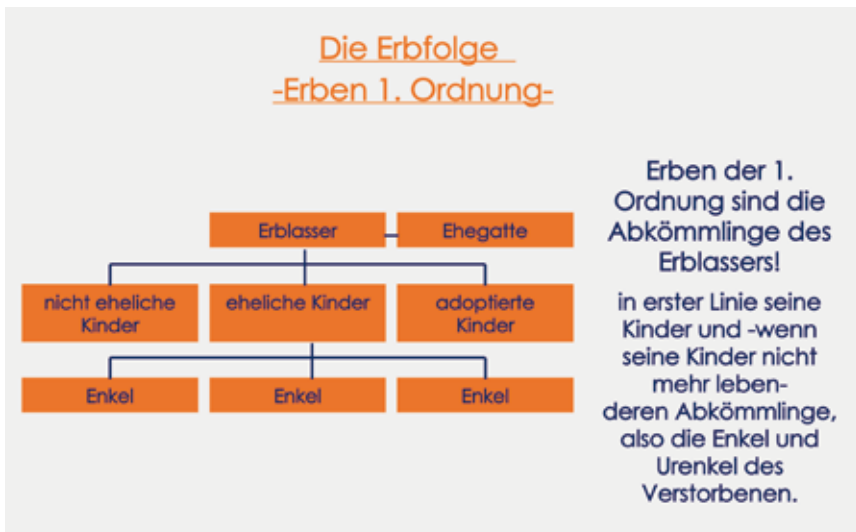 Die Erbfolge
-Erben 1. Ordnung-
Erblasser
Ehegatte
nicht eheliche
Kinder
eheliche Kinder
adoptierte
Kinder
Enkel
Enkel
Enkel
Erben der 1.
Ordnung sind die
Abkömmlinge des
Erblassers!
in erster Linie seine
Kinder und -wenn
seine Kinder nicht
mehr leben-
deren Abkömmlinge,
also die Enkel und
Urenkel des
Verstorbenen.